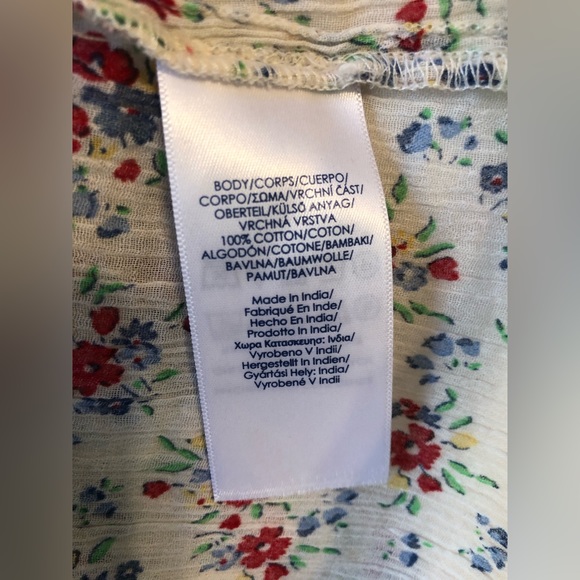 BODY/CORPS/CUERPO/
CORPO/ΣΩΜΑ/VRCHNÍ ČÁST/
OBERTEIL/KÜLSŐ ANYAG/
VRCHNÁ VRSTVA
100% COTTON/COTON/
ALGODÓN/COTONE/BAMBAKI/
BAVLNA/BAUMWOLLE/
PAMUT/BAVLNA
Made In India/
Fabriqué En Inde/
Hecho En India/
Prodotto In India/
Χωρα Κατασκευησ: Ινδια/
Vyrobeno V Indii/
Hergestellt In Indien/
Gyártási Hely: India/
Vyrobené V Indii